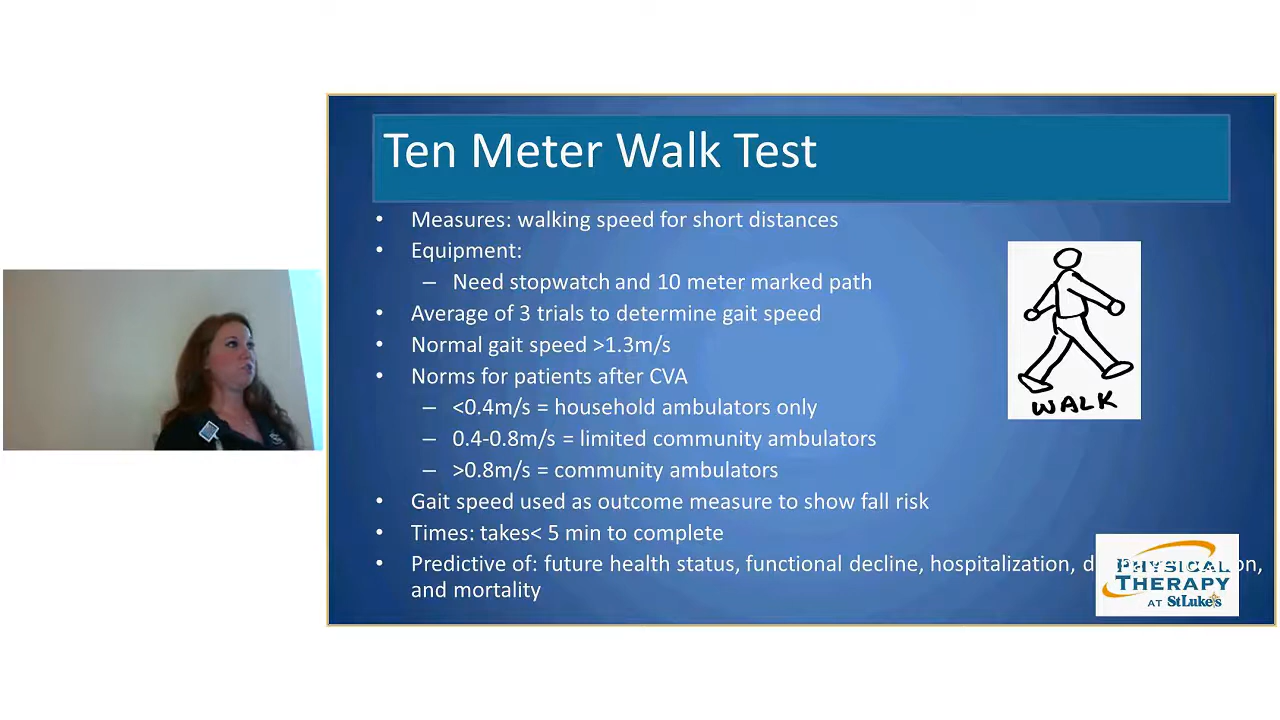 Ten Meter Walk Test
• Measures: walking speed for short distances
• Equipment:
– Need stopwatch and 10 meter marked path
• Average of 3 trials to determine gait speed
• Normal gait speed >1.3m/s
• Norms for patients after CVA
– <0.4m/s = household ambulators only
– 0.4-0.8m/s = limited community ambulators
– >0.8m/s = community ambulators
• Gait speed used as outcome measure to show fall risk
• Times: takes< 5 min to complete
• Predictive of: future health status, functional decline, hospitalization,
and mortality
WALK
PHYSICAL
THERAPY
AT StLuke's